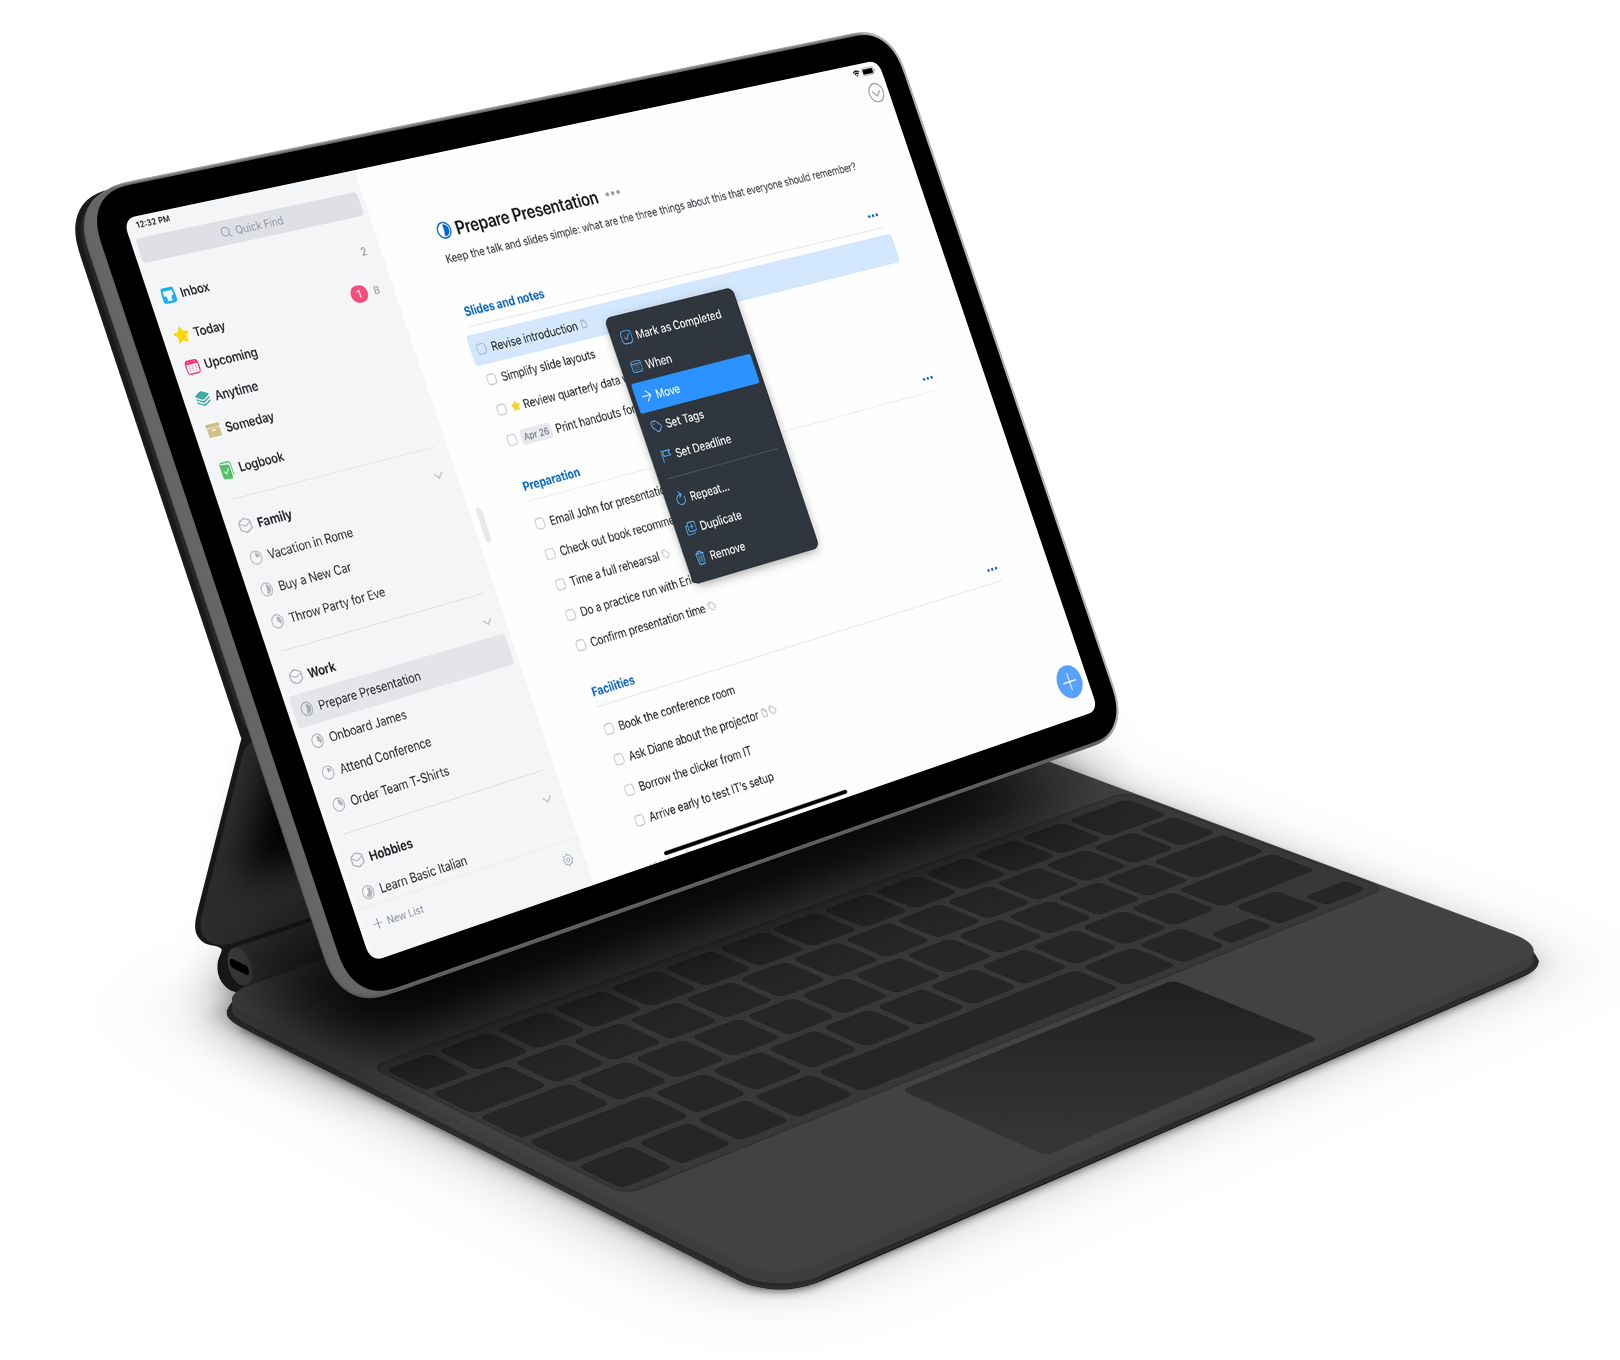 12:32 PM
Quick Find
Inbox 2
Today 1 8
Upcoming
Anytime
Someday
Logbook
Family
Vacation in Rome
Buy a New Car
Throw Party for Eve
Work
Prepare Presentation
Onboard James
Attend Conference
Order Team T-Shirts
Hobbies
Learn Basic Italian
New List
Prepare Presentation
Keep the talk and slides simple: what are the three things about this that everyone should remember?
Slides and notes
Revise introduction
Simplify slide layouts
Review quarterly data
Apr 26 Print handouts for
Preparation
Email John for
Check out book
Time a full rehearsal
Do a practice run with
Confirm presentation time
Facilities
Book the conference room
Ask Diane about the projector
Borrow the clicker from IT
Arrive early to test IT's setup
Mark as Completed
When
Move
Set Tags
Set Deadline
Repeat...
Duplicate
Remove